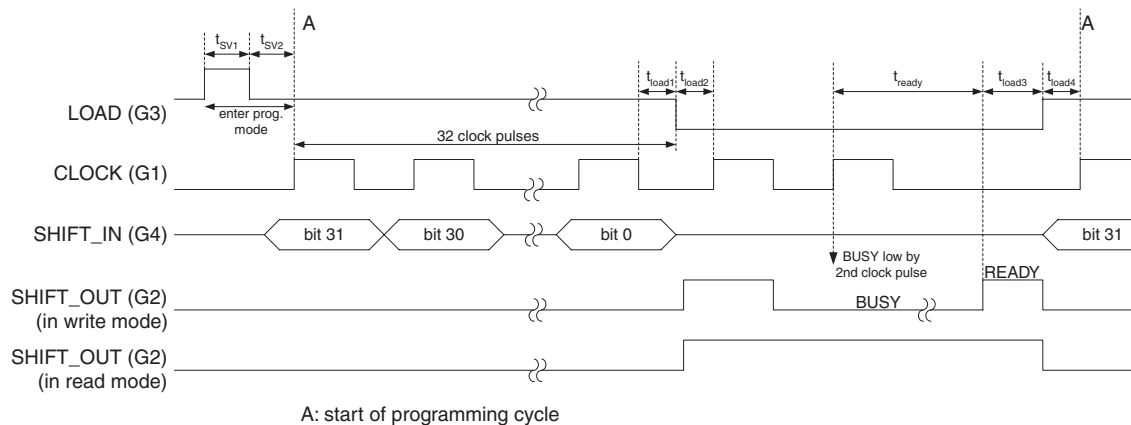 A
A
tSV1
tSV2
tload1
tload2
tready
tload3
tload4
LOAD (G3)
enter prog.
mode
32 clock pulses
CLOCK (G1)
SHIFT_IN (G4)
bit 31
bit 30
bit 0
bit 31
BUSY low by
2nd clock pulse
READY
SHIFT_OUT (G2)
(in write mode)
BUSY
SHIFT_OUT (G2)
(in read mode)
A: start of programming cycle